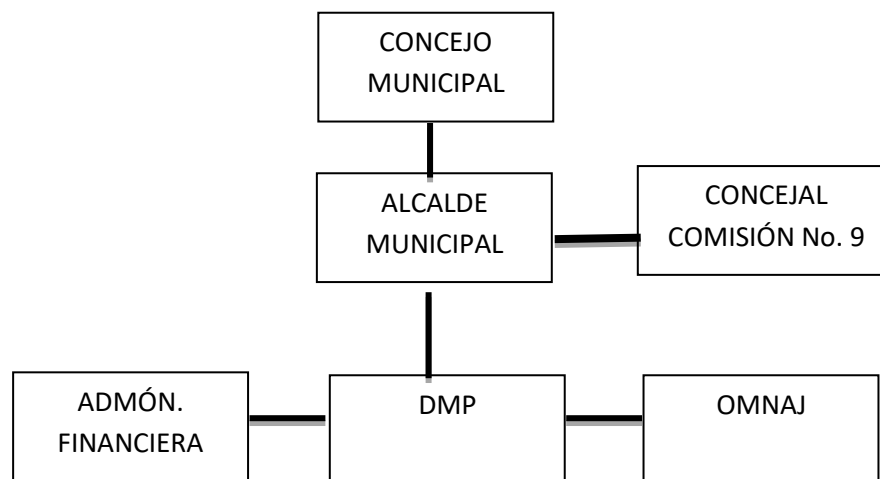 CONCEJO
MUNICIPAL
ALCALDE
MUNICIPAL
CONCEJAL
COMISIÓN No. 9
ADMÓN.
FINANCIERA
DMP
OMNAJ